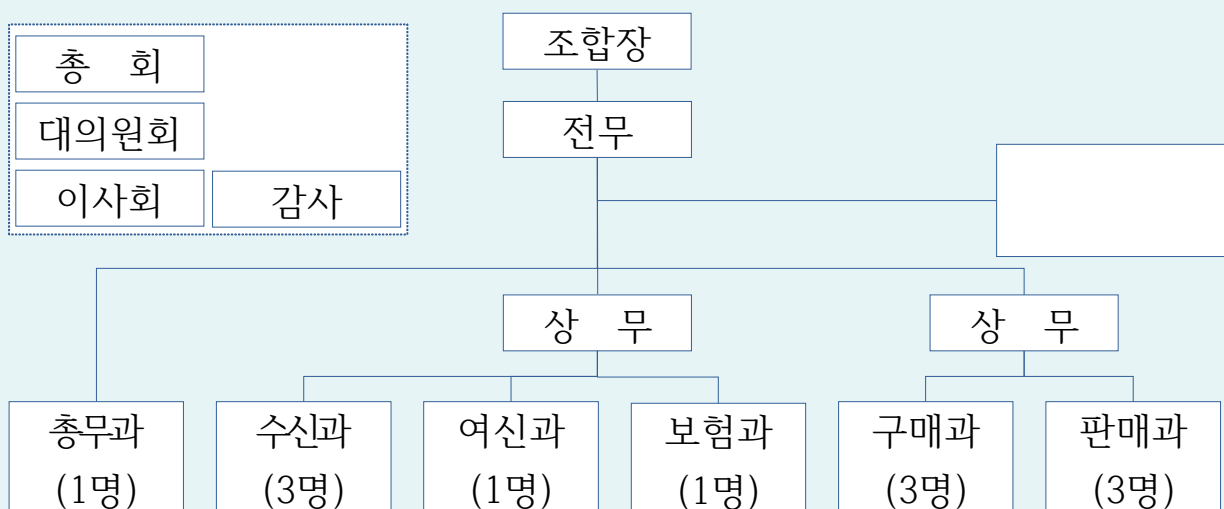 조합장
총 회
전무
대의원회
이사회 감사
상 무 상 무
총무과 수신과 여신과 보험과 구매과 판매과
(1명) (3명) (1명) (1명) (3명) (3명)